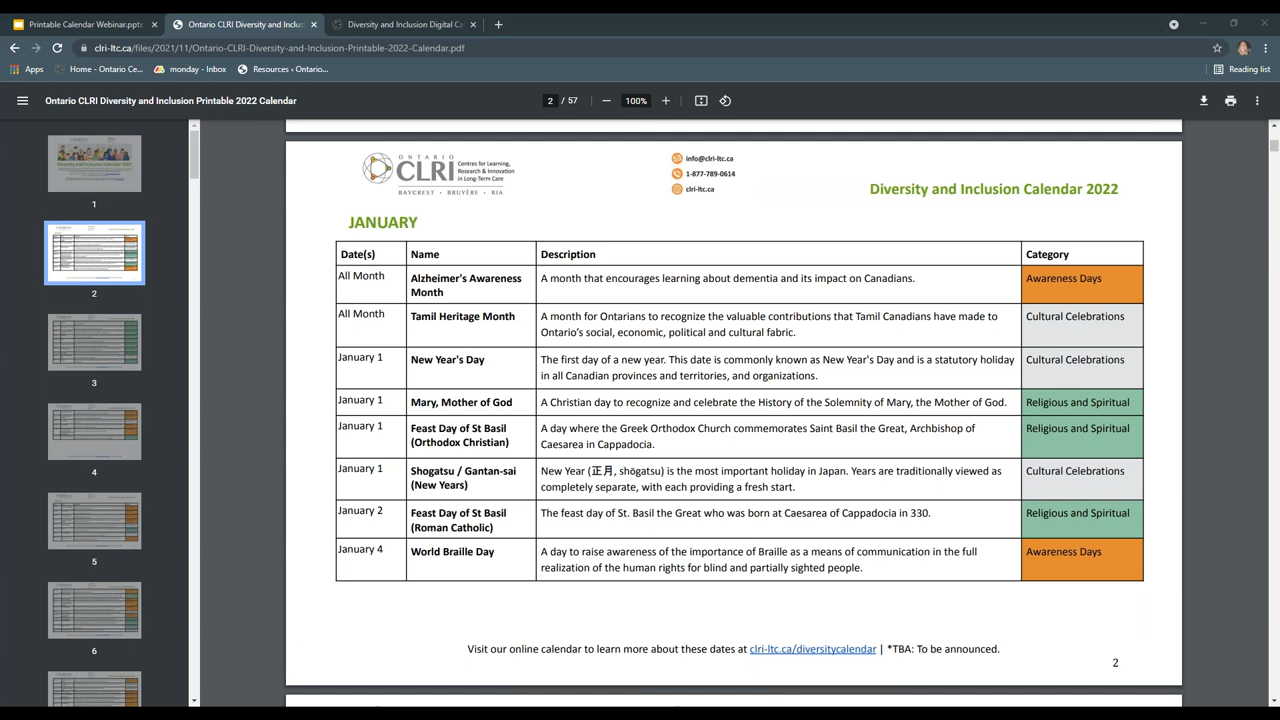 Printable Calendar Webinar.pptx
Ontario CLRI Diversity and Inclus
Diversity and Inclusion Digital Ca
clri-ltc.ca/files/2021/11/Ontario-CLRI-Diversity-and-Inclusion-Printable-2022-Calendar.pdf
Apps
Home - Ontario Ce...
monday - Inbox
Resources ‹ Ontario...
Reading list
Ontario CLRI Diversity and Inclusion Printable 2022 Calendar
2 / 57
100%
1
2
3
4
5
6
ONTARIO
CLRI
Centres for Learning,
Research & Innovation
in Long-Term Care
BAYCREST • BRUYÈRE • RIA
info@clri-ltc.ca
1-877-789-0614
clri-ltc.ca
Diversity and Inclusion Calendar 2022
JANUARY
Date(s) Name Description Category
All Month Alzheimer's Awareness A month that encourages learning about dementia and its impact on Canadians. Awareness Days
Month
All Month Tamil Heritage Month A month for Ontarians to recognize the valuable contributions that Tamil Canadians have made to Cultural Celebrations
Ontario's social, economic, political and cultural fabric.
January 1 New Year's Day The first day of a new year. This date is commonly known as New Year's Day and is a statutory holiday Cultural Celebrations
in all Canadian provinces and territories, and organizations.
January 1 Mary, Mother of God A Christian day to recognize and celebrate the History of the Solemnity of Mary, the Mother of God. Religious and Spiritual
January 1 Feast Day of St Basil A day where the Greek Orthodox Church commemorates Saint Basil the Great, Archbishop of Religious and Spiritual
(Orthodox Christian) Caesarea in Cappadocia.
January 1 Shogatsu / Gantan-sai New Year (正月, shōgatsu) is the most important holiday in Japan. Years are traditionally viewed as Cultural Celebrations
(New Years) completely separate, with each providing a fresh start.
January 2 Feast Day of St Basil The feast day of St. Basil the Great who was born at Caesarea of Cappadocia in 330. Religious and Spiritual
(Roman Catholic)
January 4 World Braille Day A day to raise awareness of the importance of Braille as a means of communication in the full Awareness Days
realization of the human rights for blind and partially sighted people.
Visit our online calendar to learn more about these dates at clri-ltc.ca/diversitycalendar | *TBA: To be announced.
2